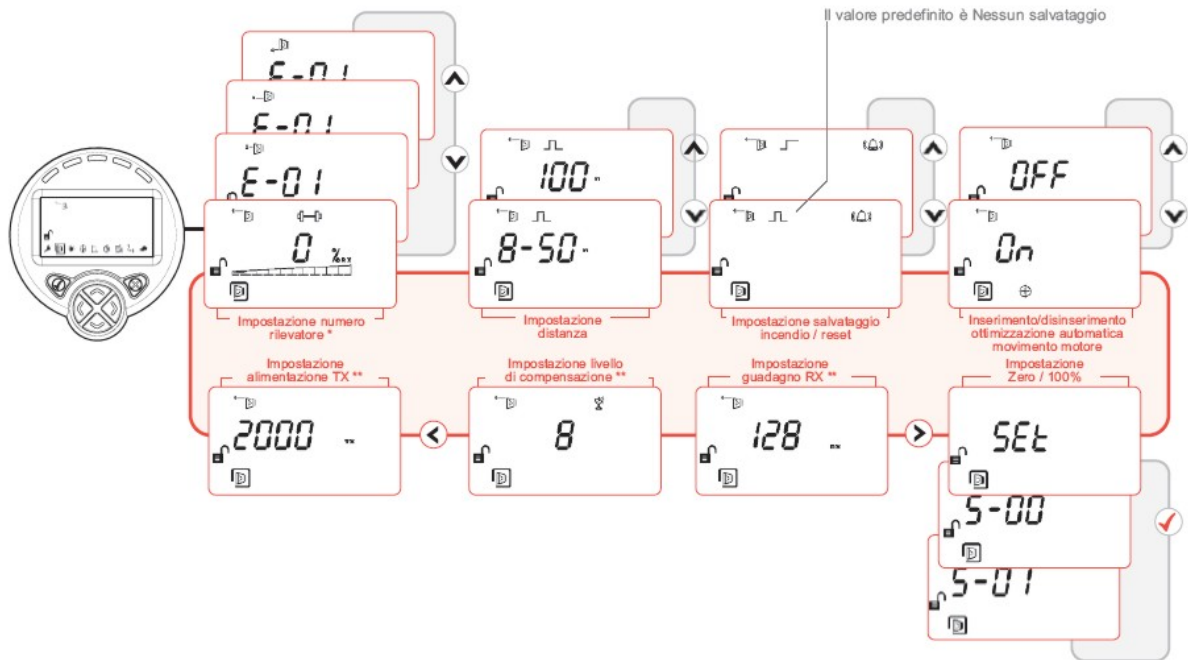 Il valore predefinito è Nessun salvataggio
E-01
E-01
E-01
0 %
100 m
8-50 m
OFF
On
Impostazione numero
rilevatore *
Impostazione
distanza
Impostazione salvataggio
incendio / reset
Inserimento/disinserimento
ottimizzazione automatica
movimento motore
Impostazione
alimentazione TX **
Impostazione livello
di compensazione **
Impostazione
guadagno RX **
Impostazione
Zero / 100%
2000
8
128
SEt
S-00
S-01